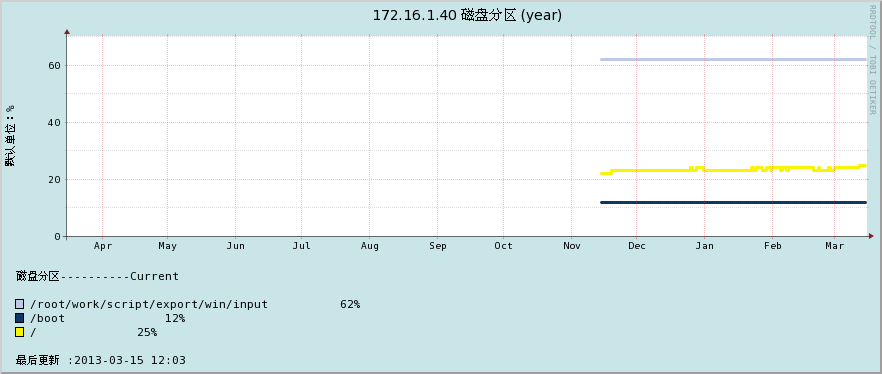 172.16.1.40 磁盘分区 (year)
RRDTOOL / TOBI OETIKER
默认单位：%
60
40
20
0
Apr May Jun Jul Aug Sep Oct Nov Dec Jan Feb Mar
磁盘分区----------Current
/root/work/script/export/win/input 62%
/boot 12%
/ 25%
最后更新 :2013-03-15 12:03